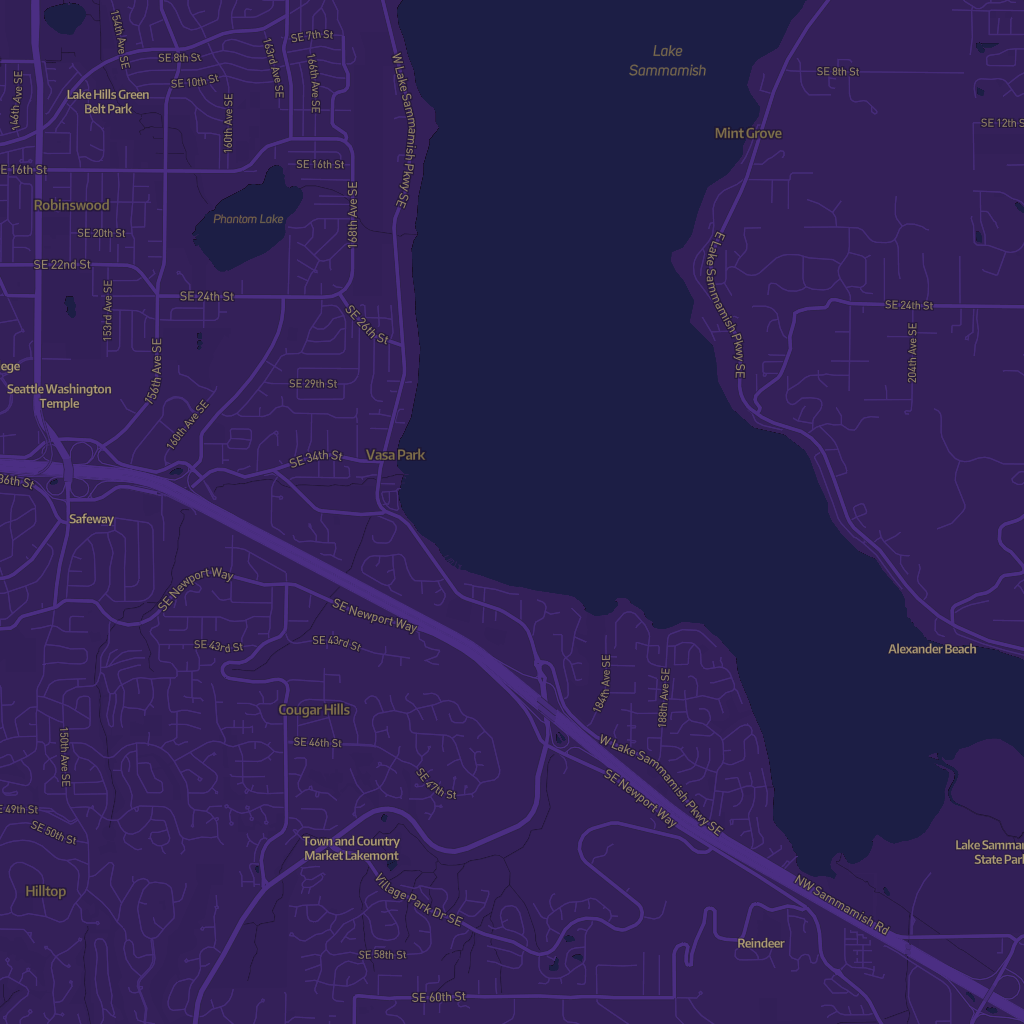 154th Ave SE
SE 7th St
SE 8th St
163rd Ave SE
166th Ave SE
W Lake Sammamish Pkwy SE
Lake
Sammamish
SE 8th St
146th Ave SE
SE 10th St
Lake Hills Green
Belt Park
160th Ave SE
SE 12th S
Mint Grove
E 16th St
SE 16th St
168th Ave SE
Robinswood
Phantom Lake
SE 20th St
SE 22nd St
E Lake Sammamish Pkwy SE
153rd Ave SE
SE 24th St
SE 26th St
SE 24th St
204th Ave SE
156th Ave SE
ege
Seattle Washington
Temple
SE 29th St
160th Ave SE
SE 34th St
Vasa Park
36th St
Safeway
SE Newport Way
SE Newport Way
SE 43rd St
SE 43rd St
Alexander Beach
184th Ave SE
188th Ave SE
Cougar Hills
150th Ave SE
SE 46th St
W Lake Sammamish Pkwy SE
SE 47th St
SE Newport Way
E 49th St
SE 50th St
Town and Country
Market Lakemont
Lake Sammar
State Park
Hilltop
Village Park Dr SE
NW Sammamish Rd
Reindeer
SE 58th St
SE 60th St